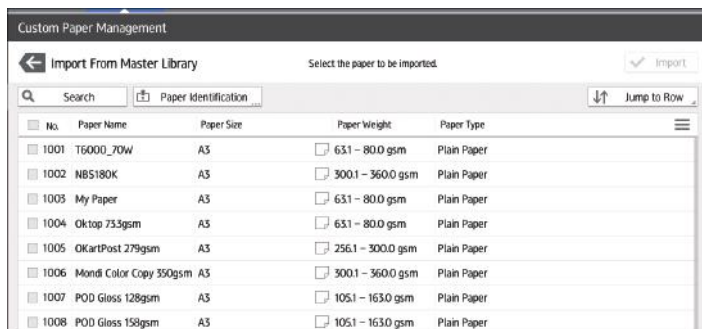 Custom Paper Management
Import From Master Library Select the paper to be imported. Import
Search Paper Identification ... Jump to Row
No. Paper Name Paper Size Paper Weight Paper Type
1001 T6000_70W A3 63.1 – 80.0 gsm Plain Paper
1002 NBS180K A3 300.1 – 360.0 gsm Plain Paper
1003 My Paper A3 63.1 – 80.0 gsm Plain Paper
1004 Oktop 73.3gsm A3 63.1 – 80.0 gsm Plain Paper
1005 OKartPost 279gsm A3 256.1 – 300.0 gsm Plain Paper
1006 Mondi Color Copy 350gsm A3 300.1 – 360.0 gsm Plain Paper
1007 POD Gloss 128gsm A3 105.1 – 163.0 gsm Plain Paper
1008 POD Gloss 158gsm A3 105.1 – 163.0 gsm Plain Paper